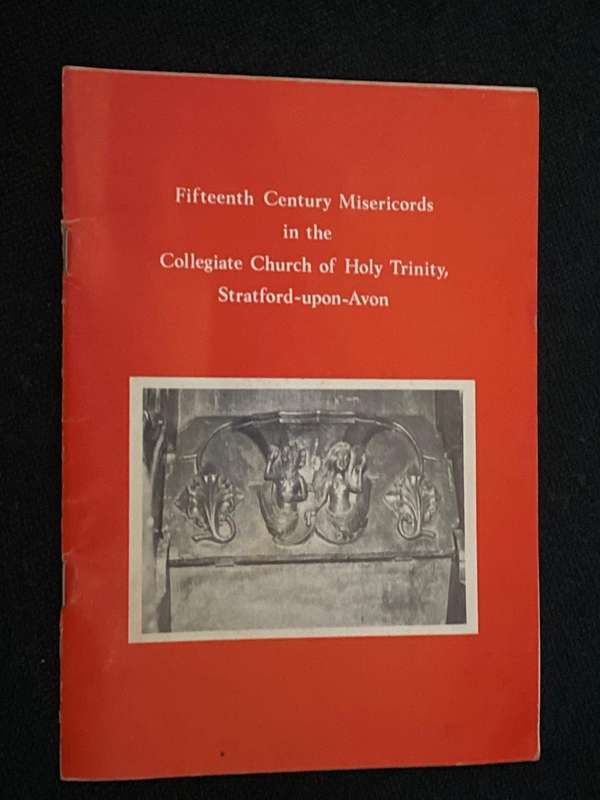 Fifteenth Century Misericords
in the
Collegiate Church of Holy Trinity,
Stratford-upon-Avon